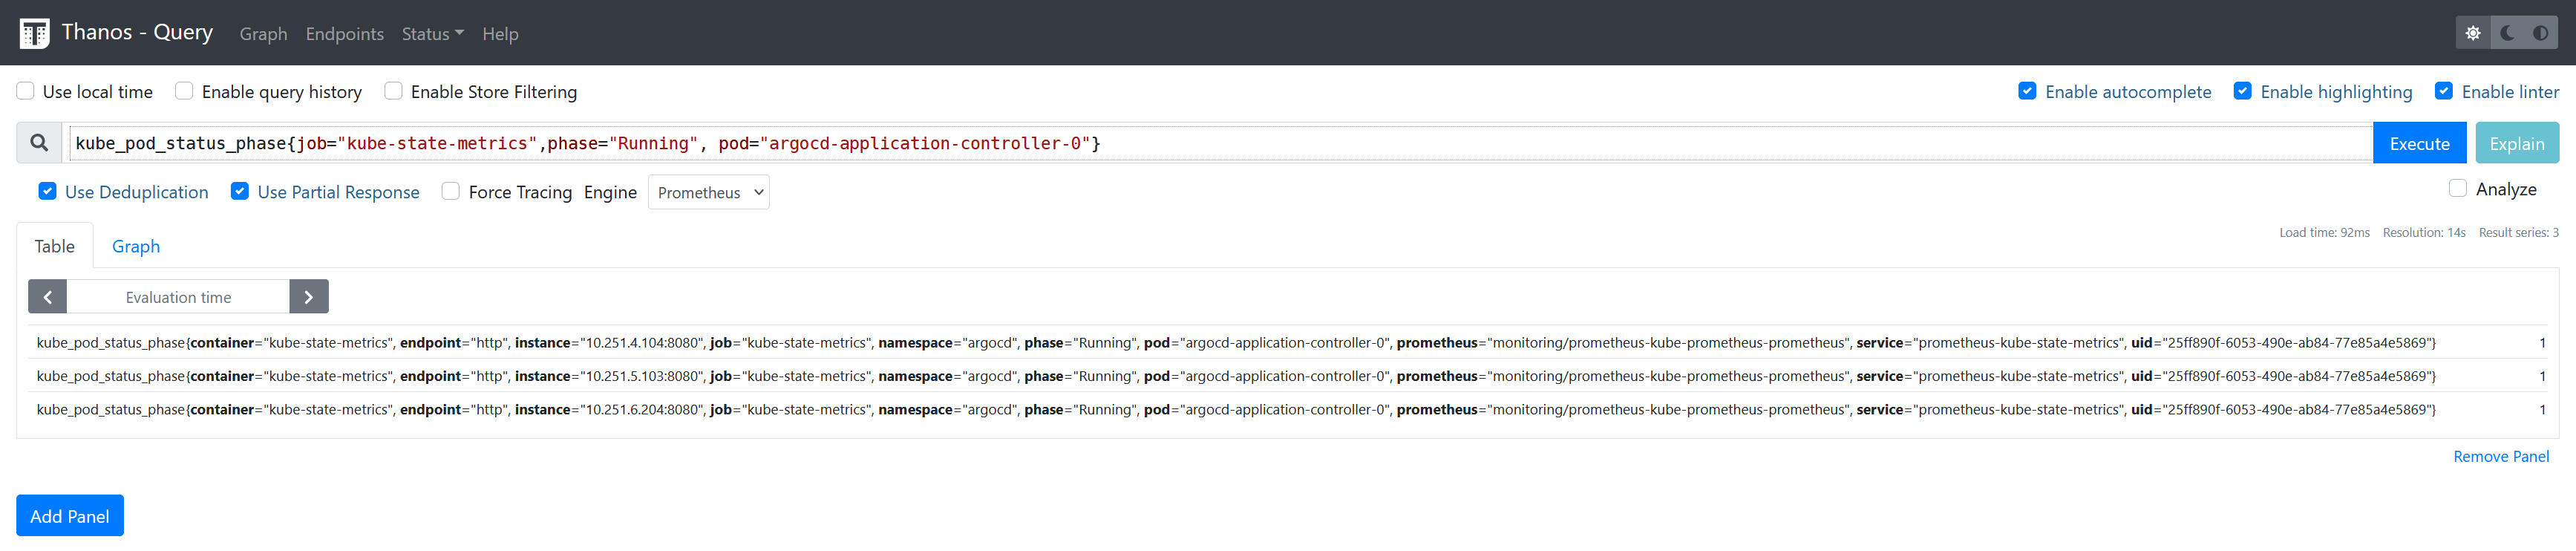 Thanos - Query Graph Endpoints Status Help
Use local time Enable query history Enable Store Filtering Enable autocomplete Enable highlighting Enable linter
kube_pod_status_phase{job="kube-state-metrics",phase="Running", pod="argocd-application-controller-0"} Execute Explain
Use Deduplication Use Partial Response Force Tracing Engine Prometheus Analyze
Table Graph Load time: 92ms Resolution: 14s Result series: 3
Evaluation time
kube_pod_status_phase{container="kube-state-metrics", endpoint="http", instance="10.251.4.104:8080", job="kube-state-metrics", namespace="argocd", phase="Running", pod="argocd-application-controller-0", prometheus="monitoring/prometheus-kube-prometheus-prometheus", service="prometheus-kube-state-metrics", uid="25ff890f-6053-490e-ab84-77e85a4e5869"} 1
kube_pod_status_phase{container="kube-state-metrics", endpoint="http", instance="10.251.5.103:8080", job="kube-state-metrics", namespace="argocd", phase="Running", pod="argocd-application-controller-0", prometheus="monitoring/prometheus-kube-prometheus-prometheus", service="prometheus-kube-state-metrics", uid="25ff890f-6053-490e-ab84-77e85a4e5869"} 1
kube_pod_status_phase{container="kube-state-metrics", endpoint="http", instance="10.251.6.204:8080", job="kube-state-metrics", namespace="argocd", phase="Running", pod="argocd-application-controller-0", prometheus="monitoring/prometheus-kube-prometheus-prometheus", service="prometheus-kube-state-metrics", uid="25ff890f-6053-490e-ab84-77e85a4e5869"} 1
Remove Panel
Add Panel